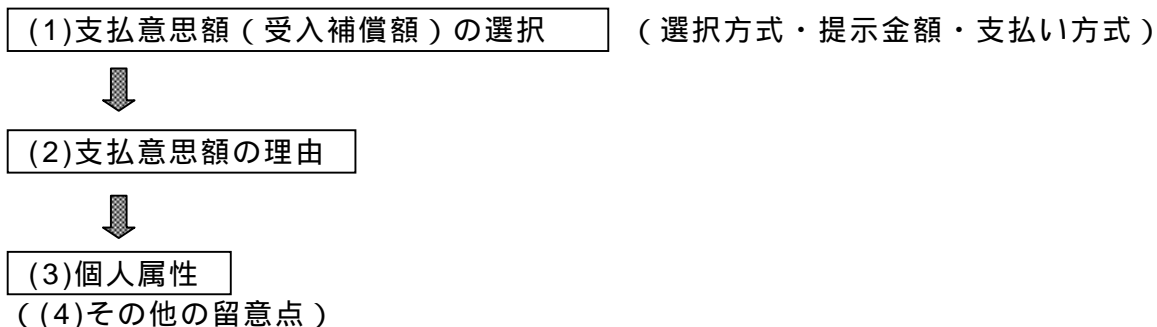 (1)支払意思額（受入補償額）の選択 （選択方式・提示金額・支払い方式）
(2)支払意思額の理由
(3)個人属性
（(4)その他の留意点）